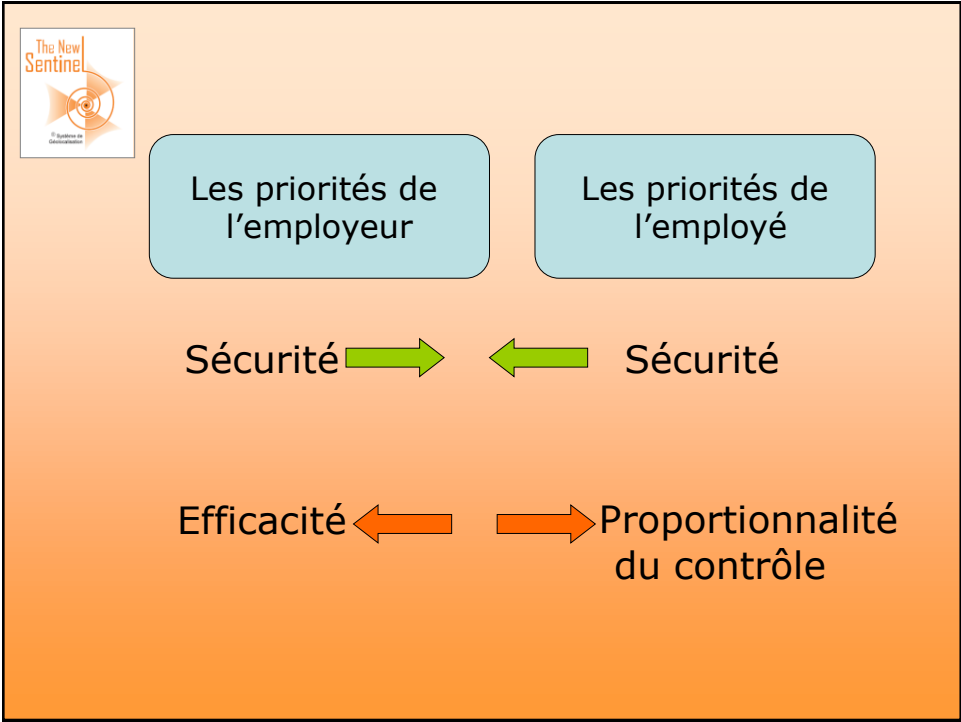 The New
Sentinel
© Système de
Géolocalisation
Les priorités de
l’employeur
Les priorités de
l’employé
Sécurité
Sécurité
Efficacité
Proportionnalité
du contrôle